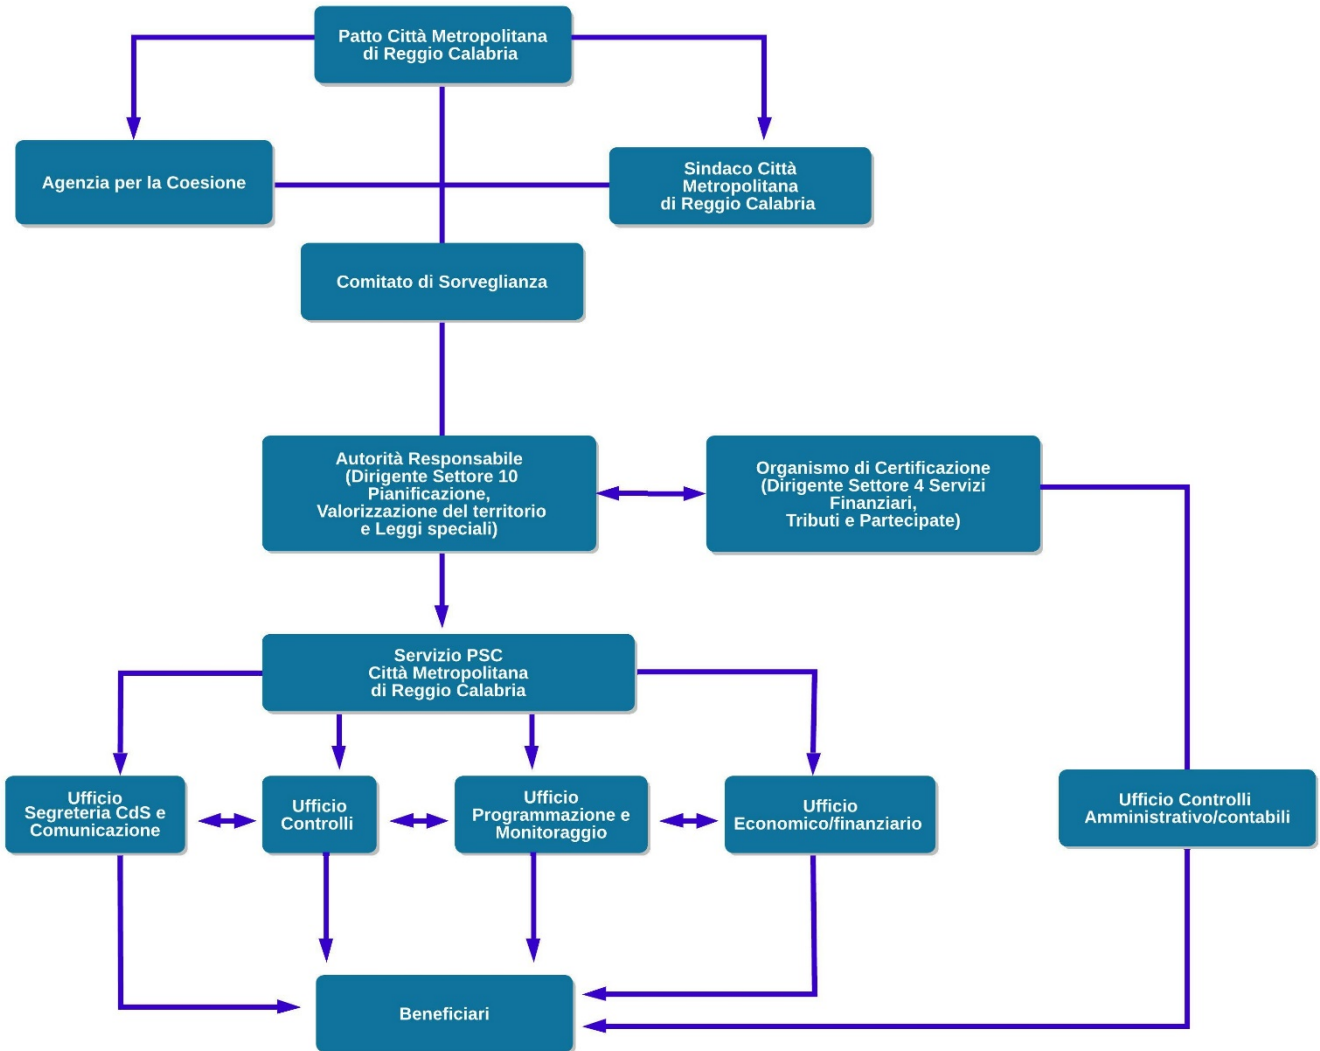 Patto Città Metropolitana
di Reggio Calabria
Agenzia per la Coesione
Sindaco Città
Metropolitana
di Reggio Calabria
Comitato di Sorveglianza
Autorità Responsabile
(Dirigente Settore 10
Pianificazione,
Valorizzazione del territorio
e Leggi speciali)
Organismo di Certificazione
(Dirigente Settore 4 Servizi
Finanziari,
Tributi e Partecipate)
Servizio PSC
Città Metropolitana
di Reggio Calabria
Ufficio
Segreteria CdS e
Comunicazione
Ufficio
Controlli
Ufficio
Programmazione e
Monitoraggio
Ufficio
Economico/finanziario
Ufficio Controlli
Amministrativo/contabili
Beneficiari